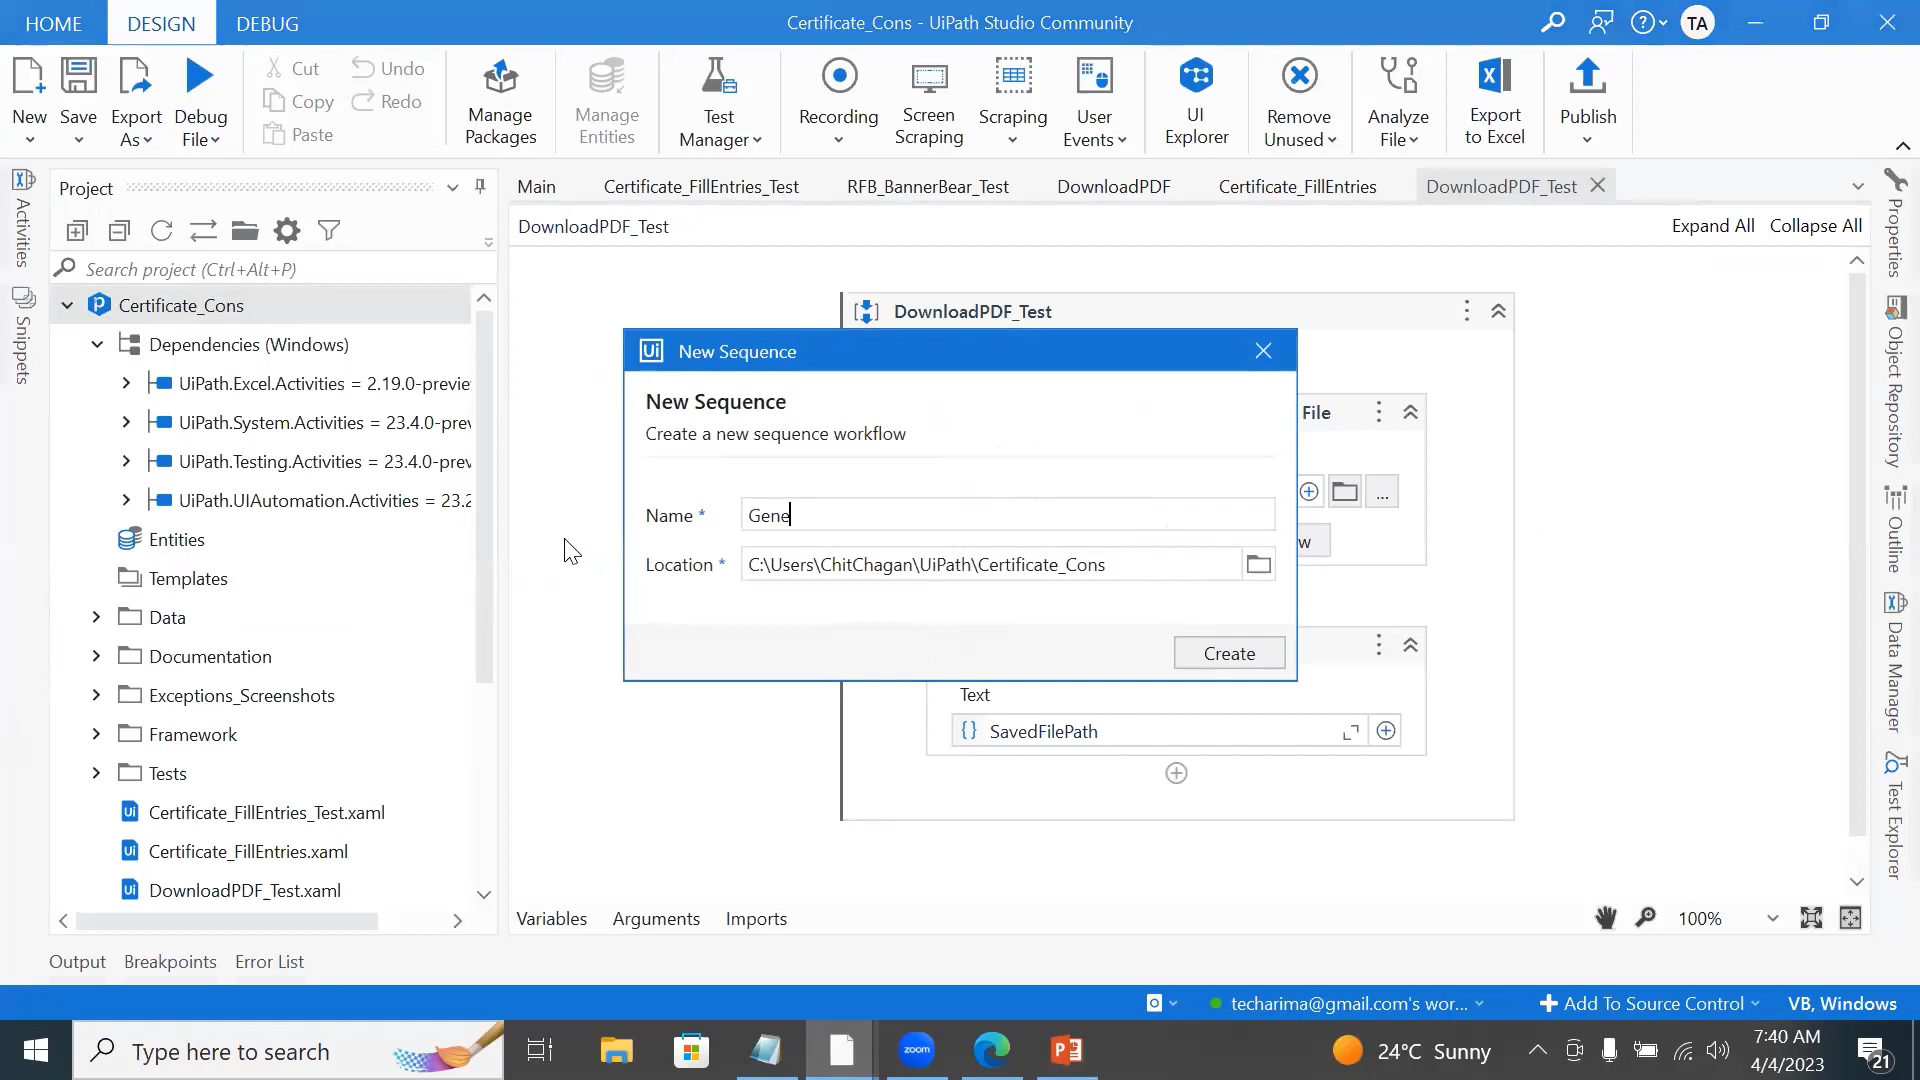 HOME
DESIGN
DEBUG
Certificate_Cons - UiPath Studio Community
TA
New
Save
Export As
Debug File
Cut
Copy
Paste
Undo
Redo
Manage Packages
Manage Entities
Test Manager
Recording
Screen Scraping
Scraping
User Events
UI Explorer
Remove Unused
Analyze File
Export to Excel
Publish
Activities
Snippets
Project
Search project (Ctrl+Alt+P)
Certificate_Cons
Dependencies (Windows)
UiPath.Excel.Activities = 2.19.0-previe
UiPath.System.Activities = 23.4.0-prev
UiPath.Testing.Activities = 23.4.0-prev
UiPath.UIAutomation.Activities = 23.2
Entities
Templates
Data
Documentation
Exceptions_Screenshots
Framework
Tests
Certificate_FillEntries_Test.xaml
Certificate_FillEntries.xaml
DownloadPDF_Test.xaml
Main
Certificate_FillEntries_Test
RFB_BannerBear_Test
DownloadPDF
Certificate_FillEntries
DownloadPDF_Test
DownloadPDF_Test
Expand All
Collapse All
DownloadPDF_Test
Ui New Sequence
New Sequence
Create a new sequence workflow
Name *
Gene
Location *
C:\Users\ChitChagan\UiPath\Certificate_Cons
Create
File
...
w
Text
{} SavedFilePath
Variables
Arguments
Imports
100%
Properties
Object Repository
Outline
Data Manager
Test Explorer
Output
Breakpoints
Error List
techarima@gmail.com's wor...
Add To Source Control
VB, Windows
Type here to search
zoom
24°C Sunny
7:40 AM
4/4/2023
21